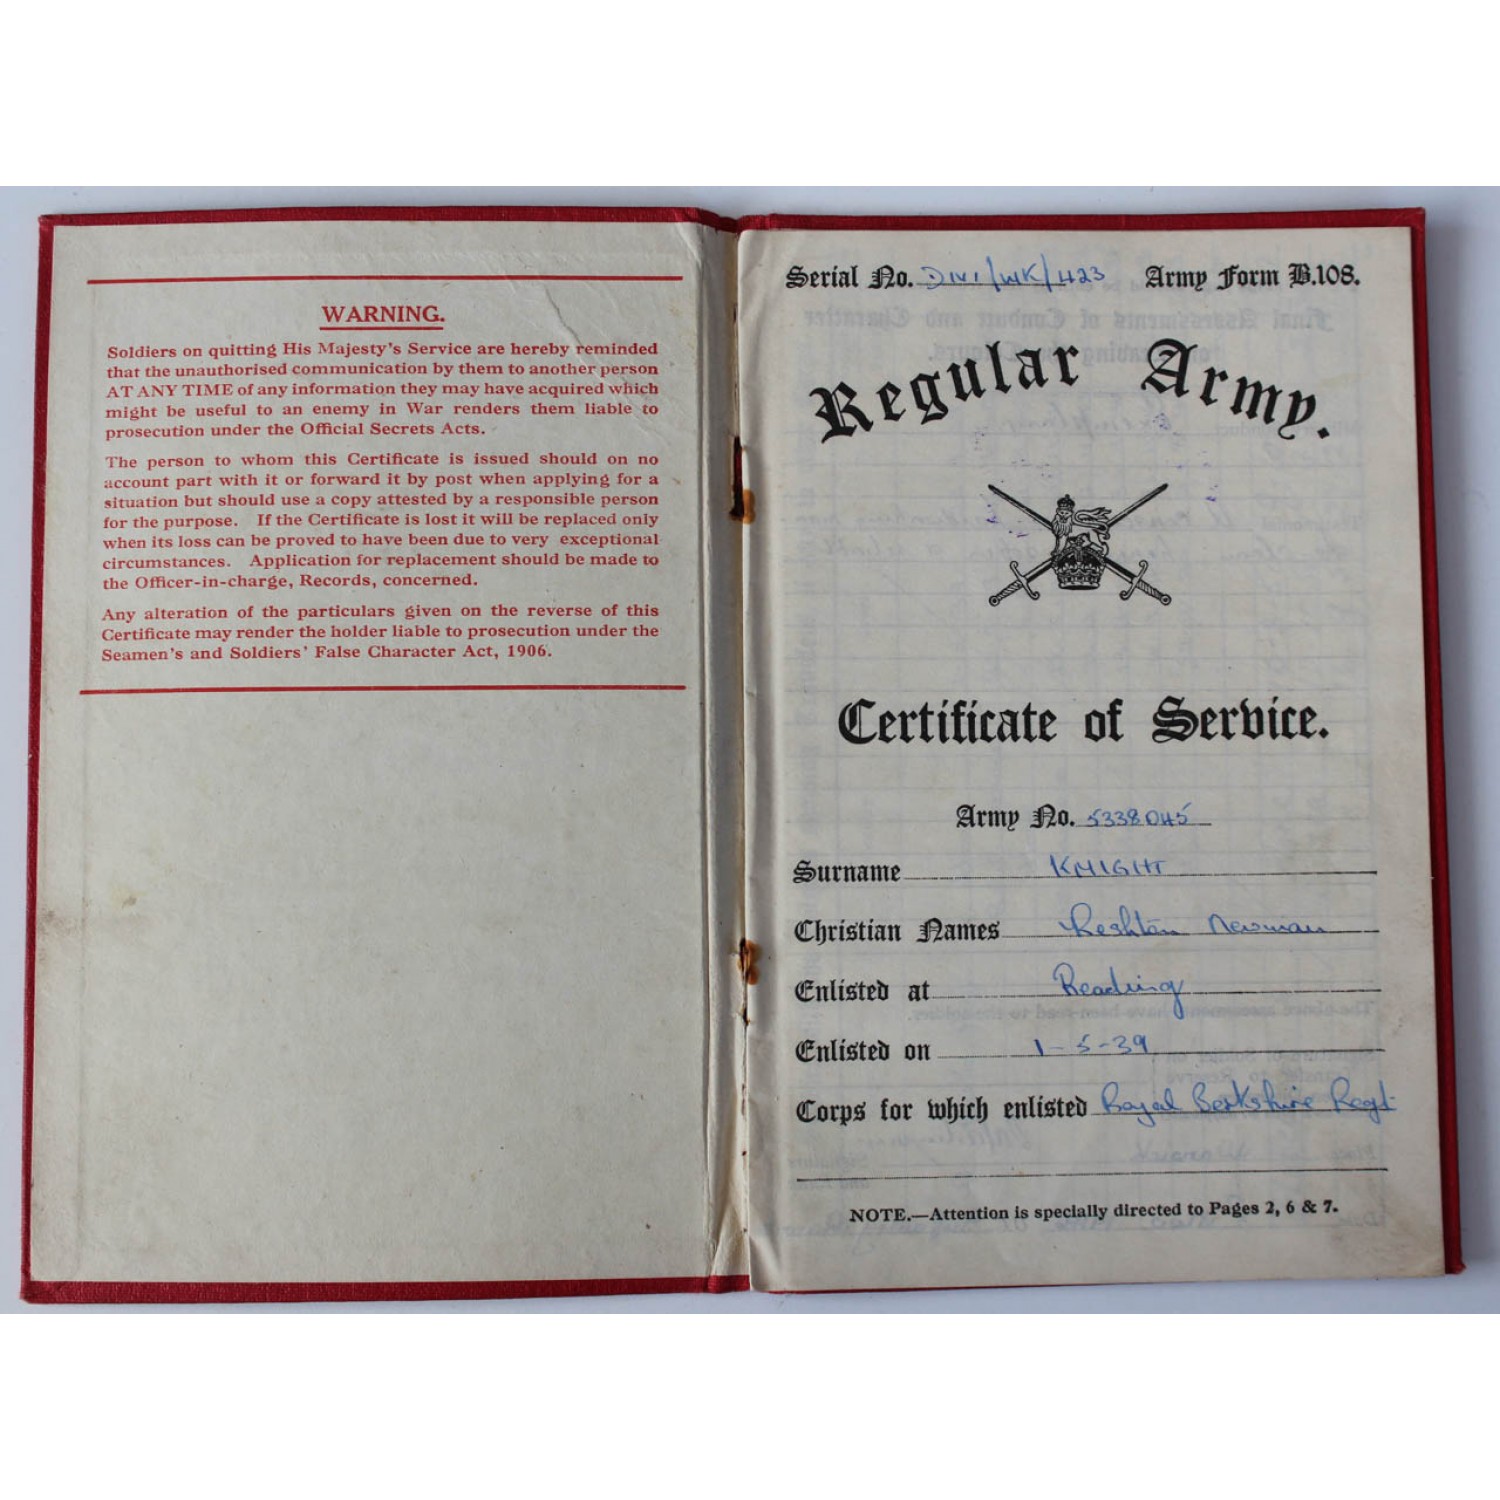 WARNING.
Soldiers on quitting His Majesty's Service are hereby reminded
that the unauthorised communication by them to another person
AT ANY TIME of any information they may have acquired which
might be useful to an enemy in War renders them liable to
prosecution under the Official Secrets Acts.
The person to whom this Certificate is issued should on no
account part with it or forward it by post when applying for a
situation but should use a copy attested by a responsible person
for the purpose. If the Certificate is lost it will be replaced only
when its loss can be proved to have been due to very exceptional
circumstances. Application for replacement should be made to
the Officer-in-charge, Records, concerned.
Any alteration of the particulars given on the reverse of this
Certificate may render the holder liable to prosecution under the
Seamen's and Soldiers' False Character Act, 1906.
Serial No. /WK/423 Army Form B.108.
Regular Army.
Certificate of Service.
Army No. 5338045
Surname KNIGHT
Christian Names Newman
Enlisted at Reading
Enlisted on 1-5-39
Corps for which enlisted Royal Berkshire Regt
NOTE.—Attention is specially directed to Pages 2, 6 & 7.